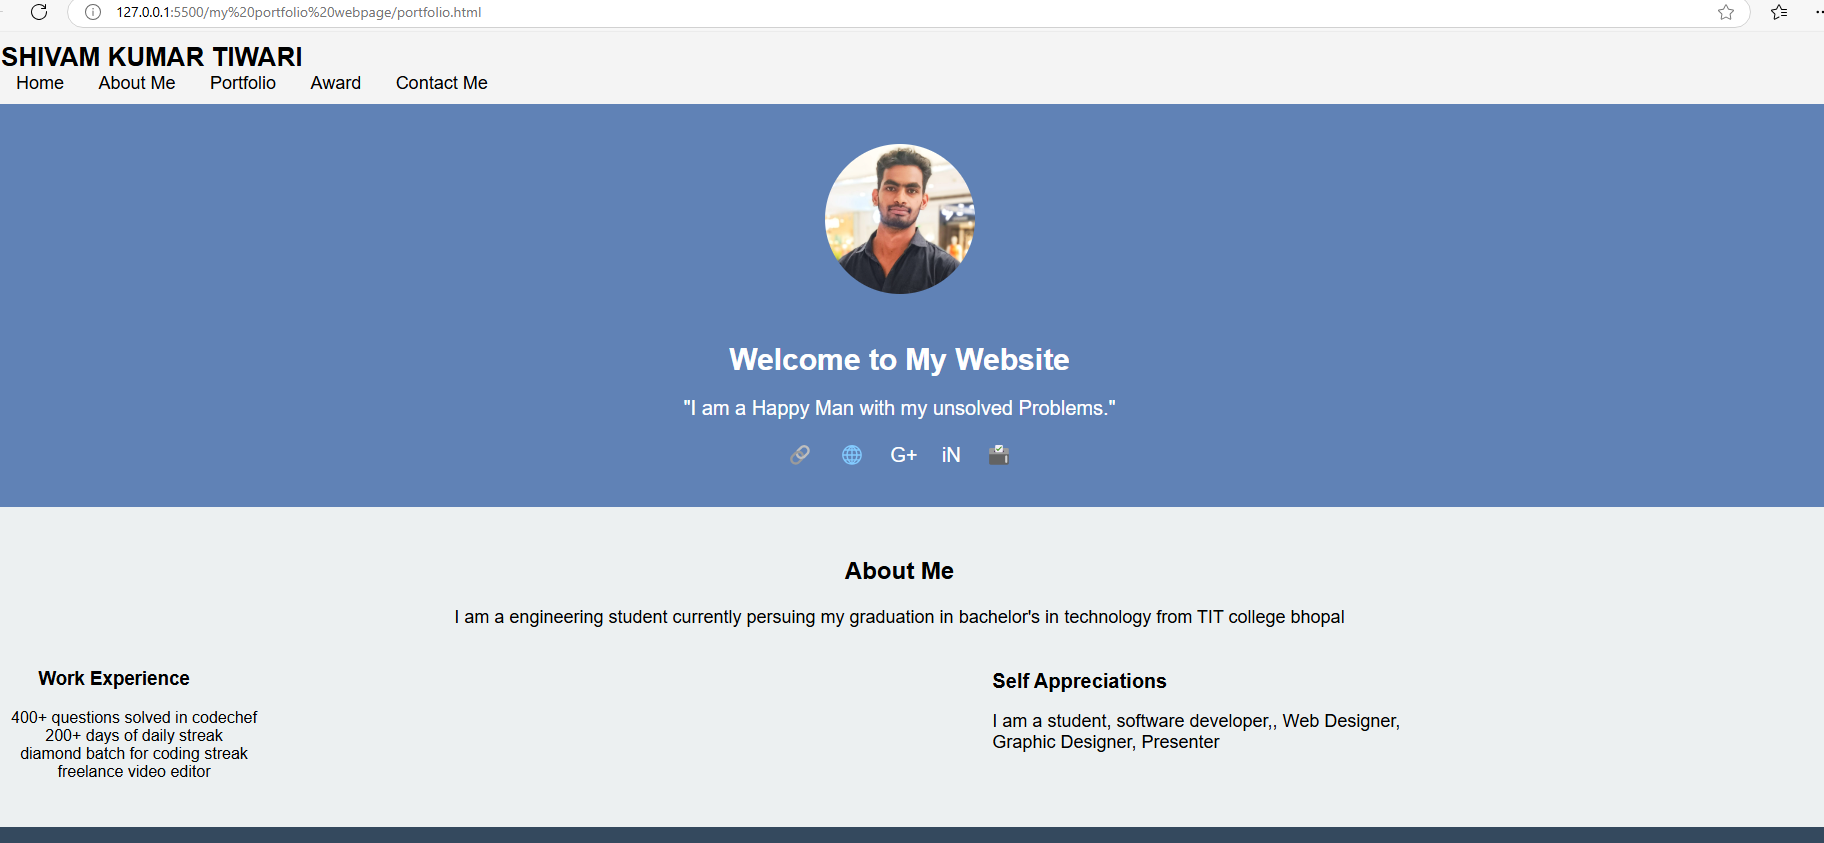 127.0.0.1:5500/my%20portfolio%20webpage/portfolio.html
SHIVAM KUMAR TIWARI
Home About Me Portfolio Award Contact Me
Welcome to My Website
"I am a Happy Man with my unsolved Problems."
G+ iN
About Me
I am a engineering student currently persuing my graduation in bachelor's in technology from TIT college bhopal
Work Experience
400+ questions solved in codechef
200+ days of daily streak
diamond batch for coding streak
freelance video editor
Self Appreciations
I am a student, software developer,, Web Designer,
Graphic Designer, Presenter